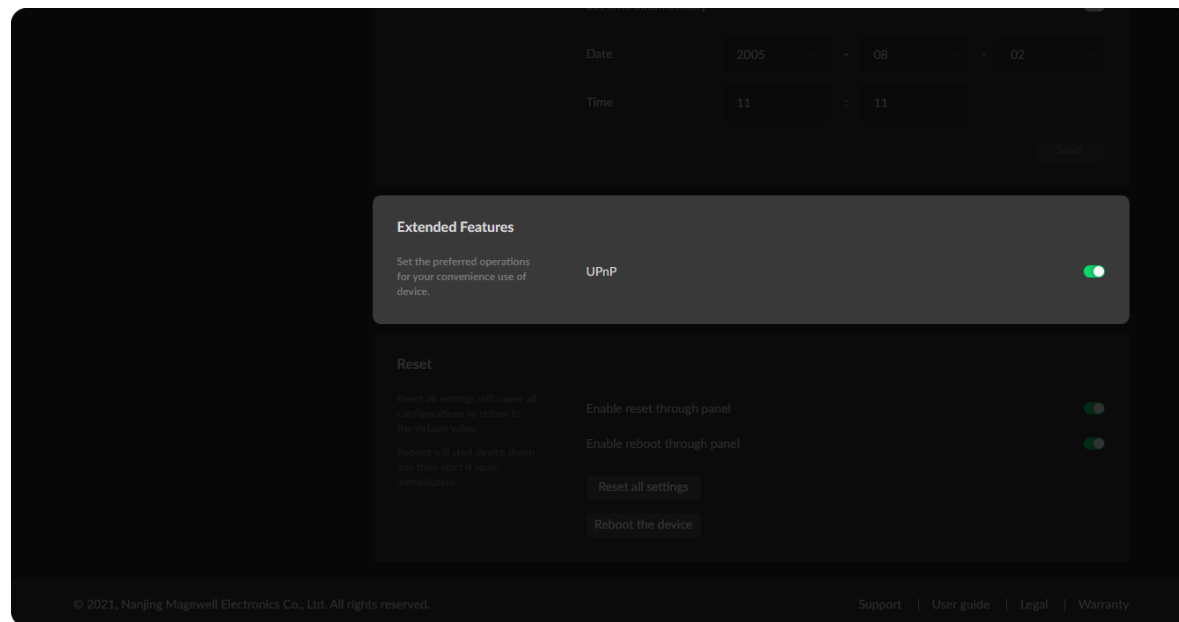 Set time automatically
Date 2005 - 08 - 02
Time 11 : 11
Save
Extended Features
Set the preferred operations
for your convenience use of
device.
UPnP
Reset
Reset all settings will cause all
configurations to return to
the default value.
Reboot will shut device down
and then start it again
immediately.
Enable reset through panel
Enable reboot through panel
Reset all settings
Reboot the device
© 2021, Nanjing Magewell Electronics Co., Ltd. All rights reserved.
Support | User guide | Legal | Warranty